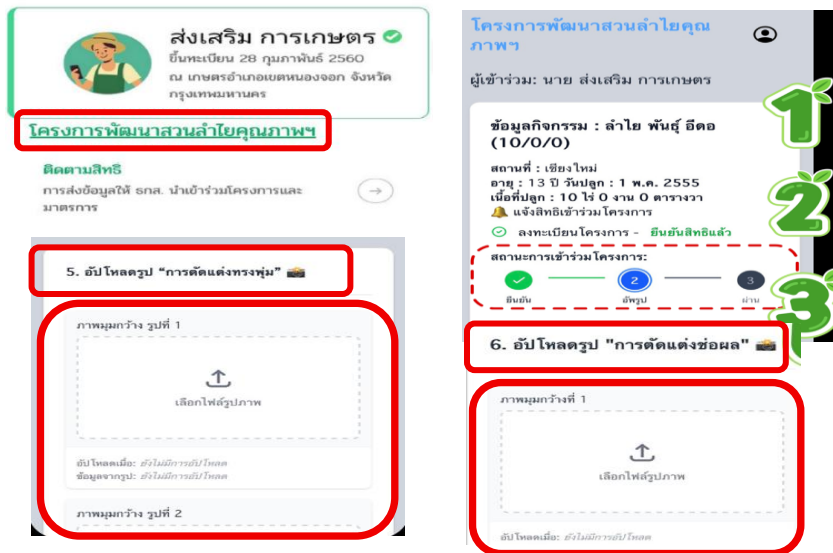 ส่งเสริม การเกษตร
ขึ้นทะเบียน 28 กุมภาพันธ์ 2560
ณ เกษตรอำเภอเขตหนองจอก จังหวัด
กรุงเทพมหานคร
โครงการพัฒนาสวนลำไยคุณภาพฯ
ติดตามสิทธิ
การส่งข้อมูลให้ ธกส. นำเข้าร่วมโครงการและ
มาตรการ
5. อัปโหลดรูป “การตัดแต่งทรงพุ่ม”
ภาพมุมกว้าง รูปที่ 1
เลือกไฟล์รูปภาพ
อัปโหลดเมื่อ: ยังไม่มีการอัปโหลด
ข้อมูลจากรูป: ยังไม่มีการอัปโหลด
ภาพมุมกว้าง รูปที่ 2
โครงการพัฒนาสวนลำไยคุณ
ภาพฯ
ผู้เข้าร่วม: นาย ส่งเสริม การเกษตร
1
ข้อมูลกิจกรรม : ลำไย พันธุ์ อีดอ
(10/0/0)
สถานที่ : เชียงใหม่
อายุ : 13 ปี วันปลูก : 1 พ.ค. 2555
เนื้อที่ปลูก : 10 ไร่ 0 งาน 0 ตารางวา
แจ้งสิทธิเข้าร่วมโครงการ
2
ลงทะเบียนโครงการ - ยืนยันสิทธิแล้ว
สถานะการเข้าร่วมโครงการ:
2
3
ยืนยัน
อัพรูป
ผ่าน
3
6. อัปโหลดรูป "การตัดแต่งช่อผล"
ภาพมุมกว้างที่ 1
เลือกไฟล์รูปภาพ
อัปโหลดเมื่อ: ยังไม่มีการอัปโหลด